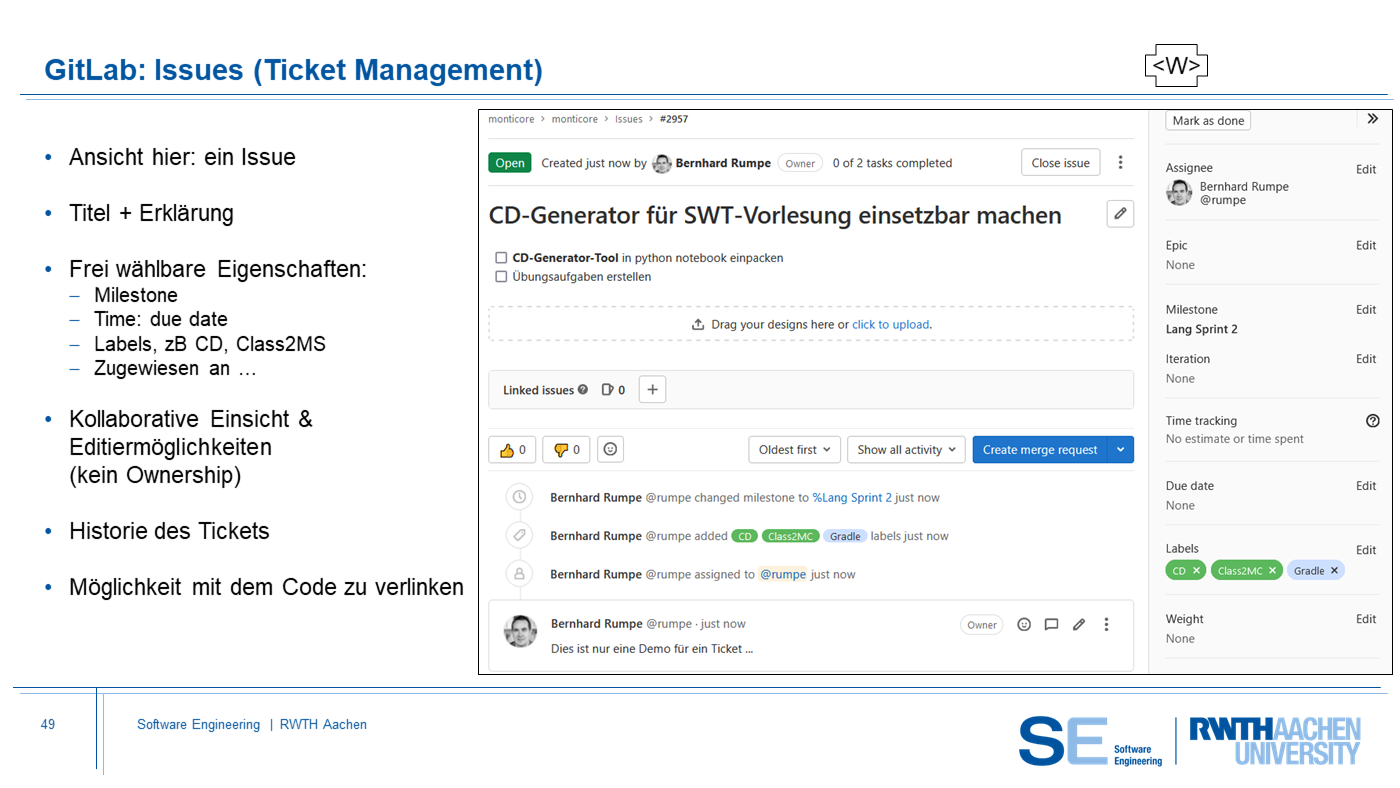 GitLab: Issues (Ticket Management)
<W>
• Ansicht hier: ein Issue
• Titel + Erklärung
• Frei wählbare Eigenschaften:
– Milestone
– Time: due date
– Labels, zB CD, Class2MS
– Zugewiesen an …
• Kollaborative Einsicht &
Editiermöglichkeiten
(kein Ownership)
• Historie des Tickets
• Möglichkeit mit dem Code zu verlinken
monticore > monticore > Issues > #2957
Open Created just now by Bernhard Rumpe Owner 0 of 2 tasks completed Close issue
CD-Generator für SWT-Vorlesung einsetzbar machen
CD-Generator-Tool in python notebook einpacken
Übungsaufgaben erstellen
Drag your designs here or click to upload.
Linked issues 0 +
0 0 Oldest first Show all activity Create merge request
Bernhard Rumpe @rumpe changed milestone to %Lang Sprint 2 just now
Bernhard Rumpe @rumpe added CD Class2MC Gradle labels just now
Bernhard Rumpe @rumpe assigned to @rumpe just now
Bernhard Rumpe @rumpe · just now Owner
Dies ist nur eine Demo für ein Ticket ...
Mark as done »
Assignee Edit
Bernhard Rumpe
@rumpe
Epic Edit
None
Milestone Edit
Lang Sprint 2
Iteration Edit
None
Time tracking
No estimate or time spent
Due date Edit
None
Labels Edit
CD × Class2MC × Gradle ×
Weight Edit
None
49
Software Engineering | RWTH Aachen
SE Software
Engineering
RWTHAACHEN
UNIVERSITY